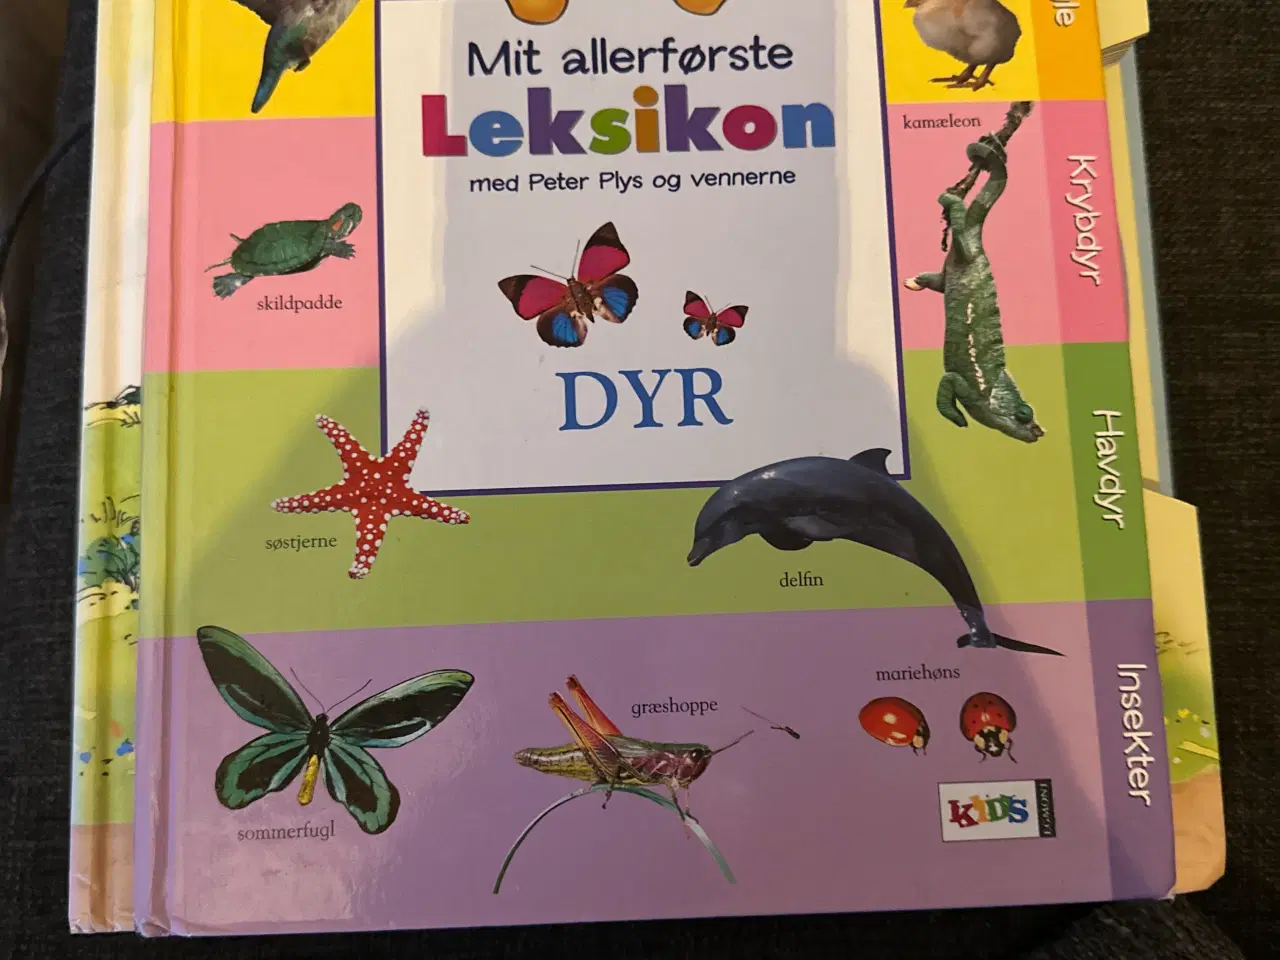 Mit allerførste
Leksikon
med Peter Plys og vennerne
DYR
kamæleon
skildpadde
søstjerne
delfin
sommerfugl
græshoppe
mariehøns
KIDS
Krybdyr
Havdyr
Insekter